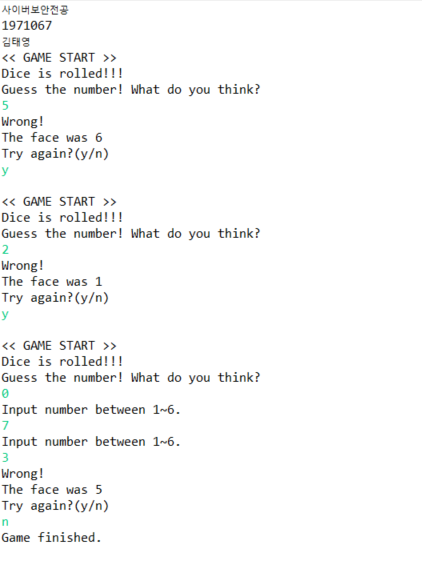 사이버보안전공
1971067
김태영
<< GAME START >>
Dice is rolled!!!
Guess the number! What do you think?
5
Wrong!
The face was 6
Try again?(y/n)
y
<< GAME START >>
Dice is rolled!!!
Guess the number! What do you think?
2
Wrong!
The face was 1
Try again?(y/n)
y
<< GAME START >>
Dice is rolled!!!
Guess the number! What do you think?
0
Input number between 1~6.
7
Input number between 1~6.
3
Wrong!
The face was 5
Try again?(y/n)
n
Game finished.